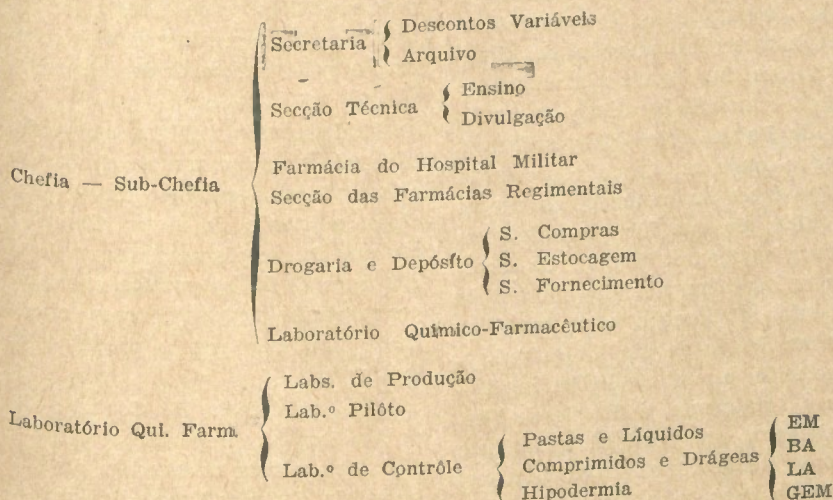 Secretaria { Descontos Variáveis
Arquivo
Secção Técnica { Ensino
Divulgação
Chefia — Sub-Chefia {
Farmácia do Hospital Militar
Secção das Farmácias Regimentais
Drogaria e Depósito { S. Compras
S. Estocagem
S. Fornecimento
Laboratório Químico-Farmacêutico
Laboratório Qui. Farm. {
Labs. de Produção
Lab.º Pilôto
Lab.º de Contrôle {
Pastas e Líquidos
Comprimidos e Drágeas {
Hipodermia
EM
BA
LA
GEM